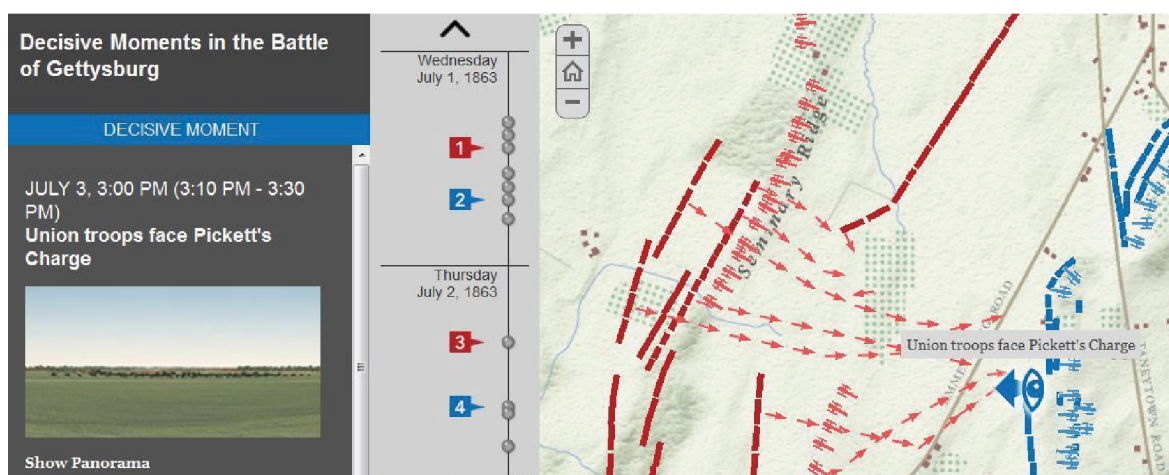 Decisive Moments in the Battle
of Gettysburg
DECISIVE MOMENT
JULY 3, 3:00 PM (3:10 PM - 3:30
PM)
Union troops face Pickett's
Charge
Show Panorama
Wednesday
July 1, 1863
1
2
Thursday
July 2, 1863
3
4
+
−
Seminary Ridge
Union troops face Pickett's Charge
ROAD
TANEYTOWN ROAD